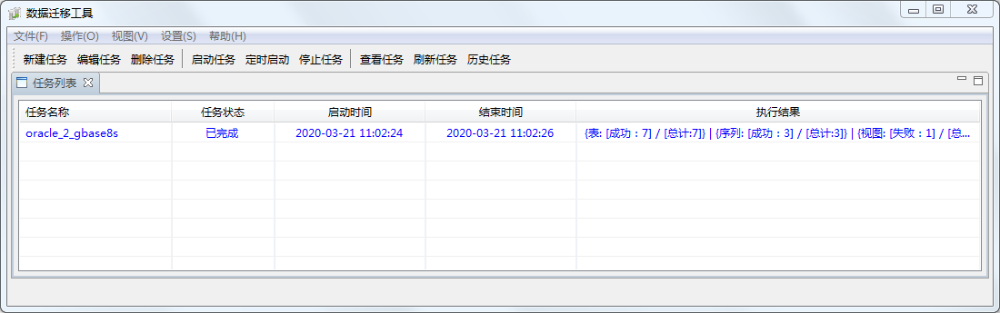 数据迁移工具
文件(F) 操作(O) 视图(V) 设置(S) 帮助(H)
新建任务 编辑任务 删除任务 启动任务 定时启动 停止任务 查看任务 刷新任务 历史任务
任务列表
任务名称 任务状态 启动时间 结束时间 执行结果
oracle_2_gbase8s 已完成 2020-03-21 11:02:24 2020-03-21 11:02:26 {表: [成功：7] / [总计:7]} | {序列: [成功：3] / [总计:3]} | {视图: [失败：1] / [总...